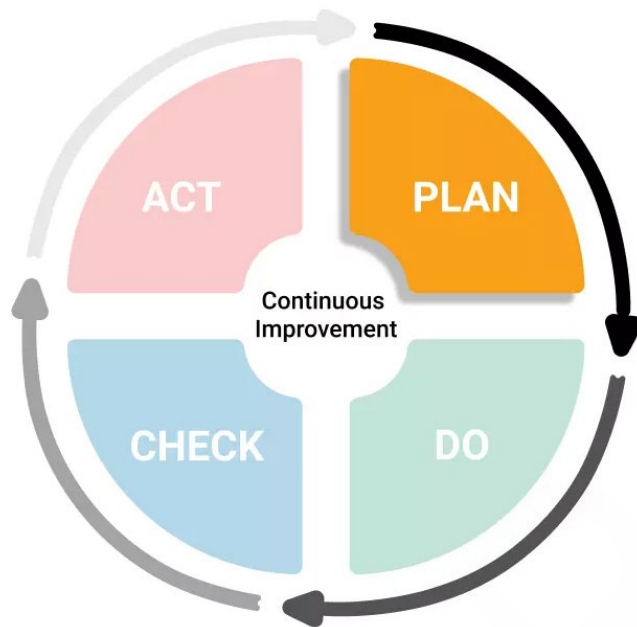 ACT
PLAN
Continuous
Improvement
CHECK
DO